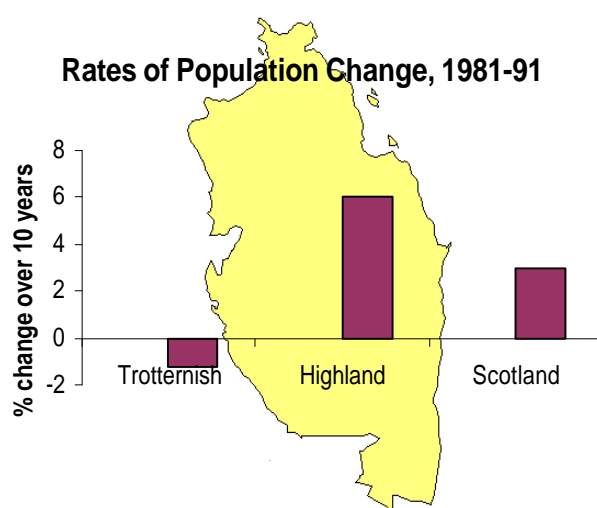 Rates of Population Change, 1981-91
% change over 10 years
8
6
4
2
0
-2
Trotternish
Highland
Scotland